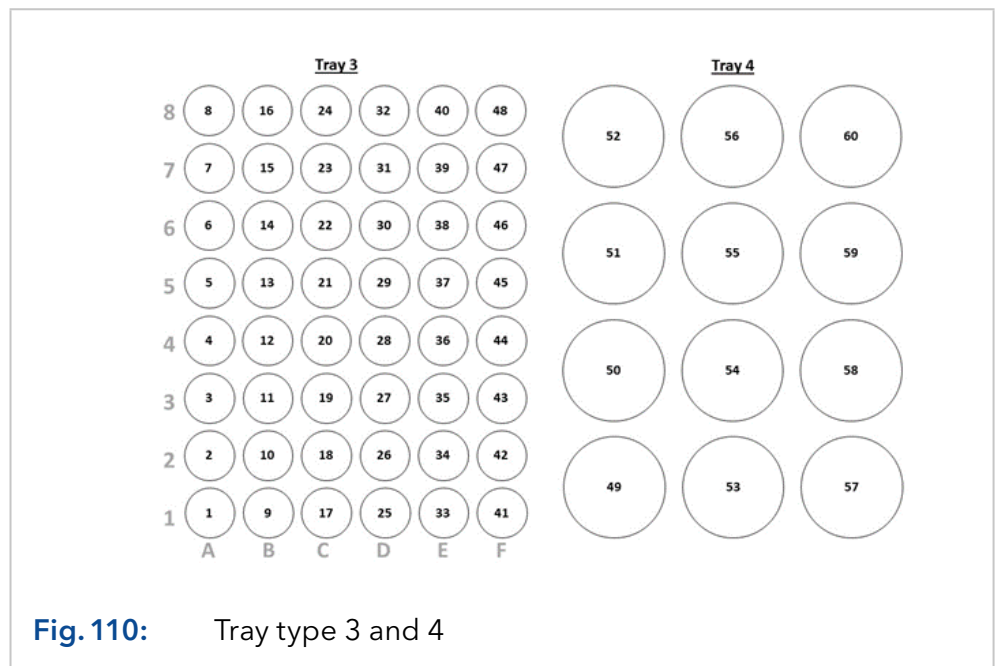 Tray 3 Tray 4
8 8 16 24 32 40 48
52 56 60
7 7 15 23 31 39 47
6 6 14 22 30 38 46
51 55 59
5 5 13 21 29 37 45
4 4 12 20 28 36 44
50 54 58
3 3 11 19 27 35 43
2 2 10 18 26 34 42
49 53 57
1 1 9 17 25 33 41
A B C D E F
Fig. 110: Tray type 3 and 4